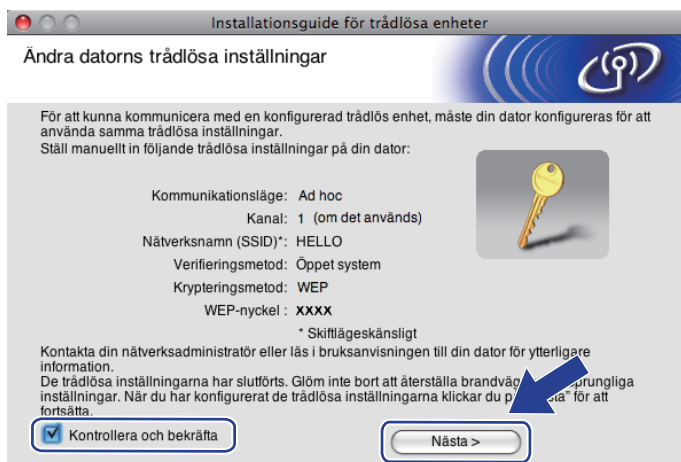 Installationsguide för trådlösa enheter
Ändra datorns trådlösa inställningar
För att kunna kommunicera med en konfigurerad trådlös enhet, måste din dator konfigureras för att
använda samma trådlösa inställningar.
Ställ manuellt in följande trådlösa inställningar på din dator:
Kommunikationsläge: Ad hoc
Kanal: 1 (om det används)
Nätverksnamn (SSID)*: HELLO
Verifieringsmetod: Öppet system
Krypteringsmetod: WEP
WEP-nyckel : XXXX
* Skiftlägeskänsligt
Kontakta din nätverksadministratör eller läs i bruksanvisningen till din dator för ytterligare
information.
De trådlösa inställningarna har slutförts. Glöm inte bort att återställa
inställningar. När du har konfigurerat de trådlösa inställningarna klickar du för att
fortsätta.
Kontrollera och bekräfta
Nästa >